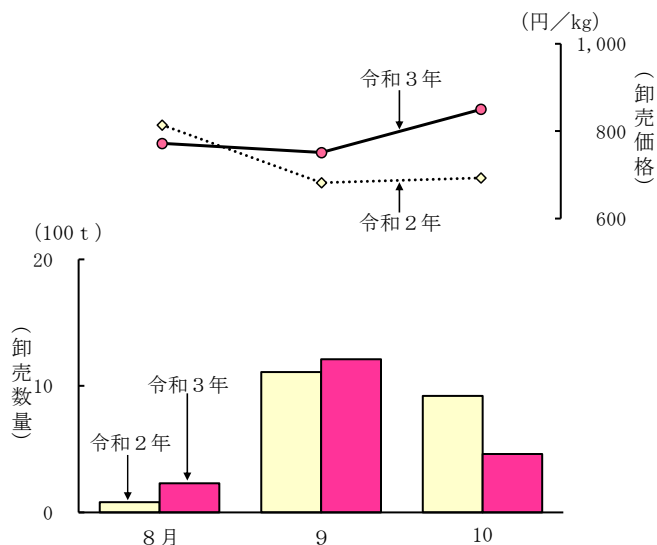 (円／kg)
1,000
令和３年
800
（卸売価格）
600
令和２年
(100ｔ)
20
（卸売数量）
10
令和３年
令和２年
0
８月
９
10